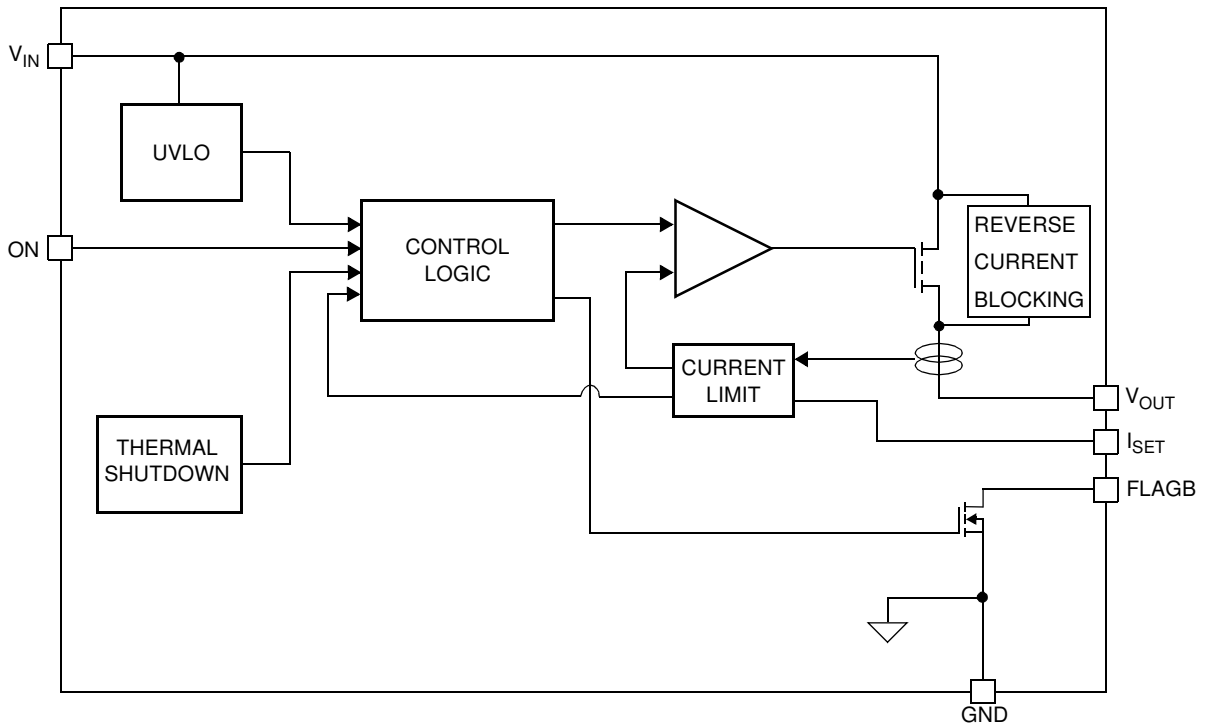 VIN
UVLO
ON
CONTROL
LOGIC
REVERSE
CURRENT
BLOCKING
CURRENT
LIMIT
VOUT
THERMAL
SHUTDOWN
ISET
FLAGB
GND